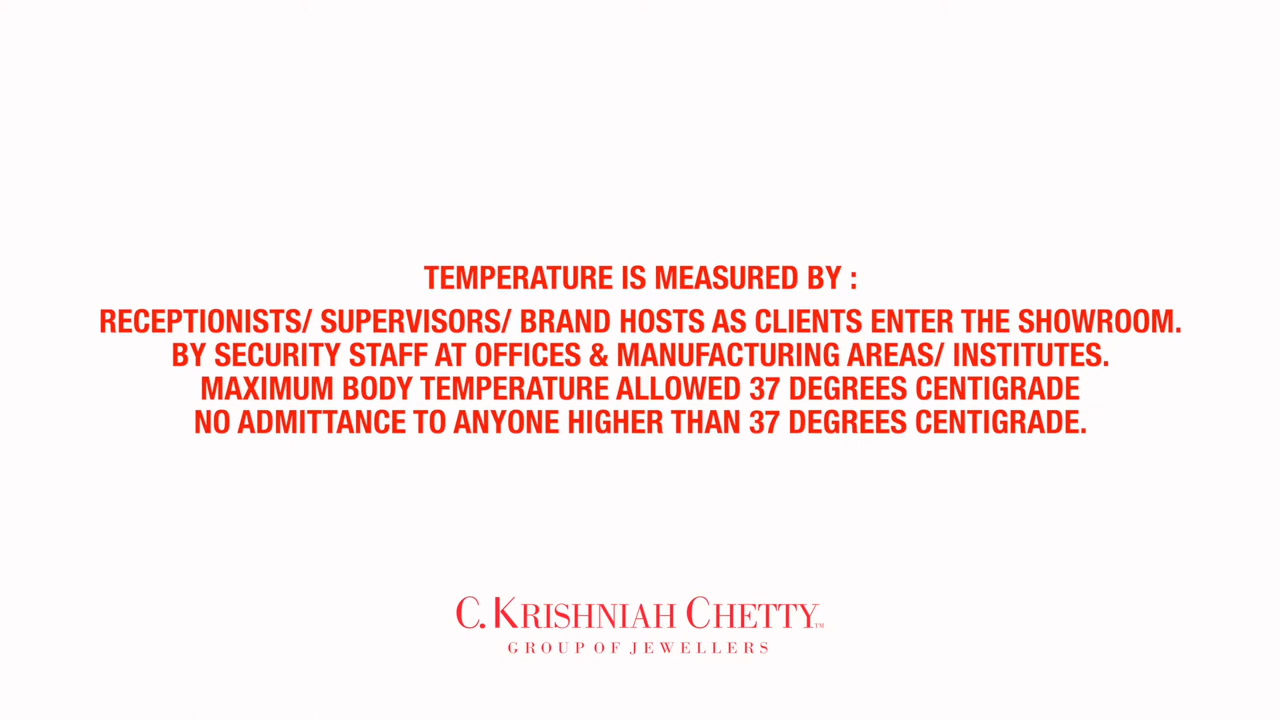 TEMPERATURE IS MEASURED BY :
RECEPTIONISTS/ SUPERVISORS/ BRAND HOSTS AS CLIENTS ENTER THE SHOWROOM.
BY SECURITY STAFF AT OFFICES & MANUFACTURING AREAS/ INSTITUTES.
MAXIMUM BODY TEMPERATURE ALLOWED 37 DEGREES CENTIGRADE
NO ADMITTANCE TO ANYONE HIGHER THAN 37 DEGREES CENTIGRADE.
C. KRISHNIAH CHETTY™
GROUP OF JEWELLERS